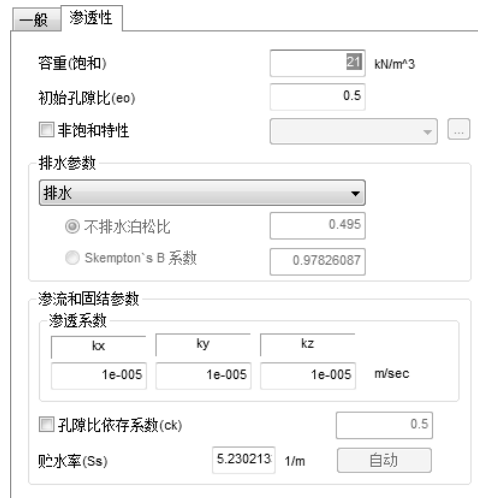 一般 渗透性
容重(饱和) 21 kN/m^3
初始孔隙比(eo) 0.5
非饱和特性 ...
排水参数
排水
不排水泊松比 0.495
Skempton`s B 系数 0.97826087
渗流和固结参数
渗透系数
kx ky kz
1e-005 1e-005 1e-005 m/sec
孔隙比依存系数(ck) 0.5
贮水率(Ss) 5.230213 1/m 自动